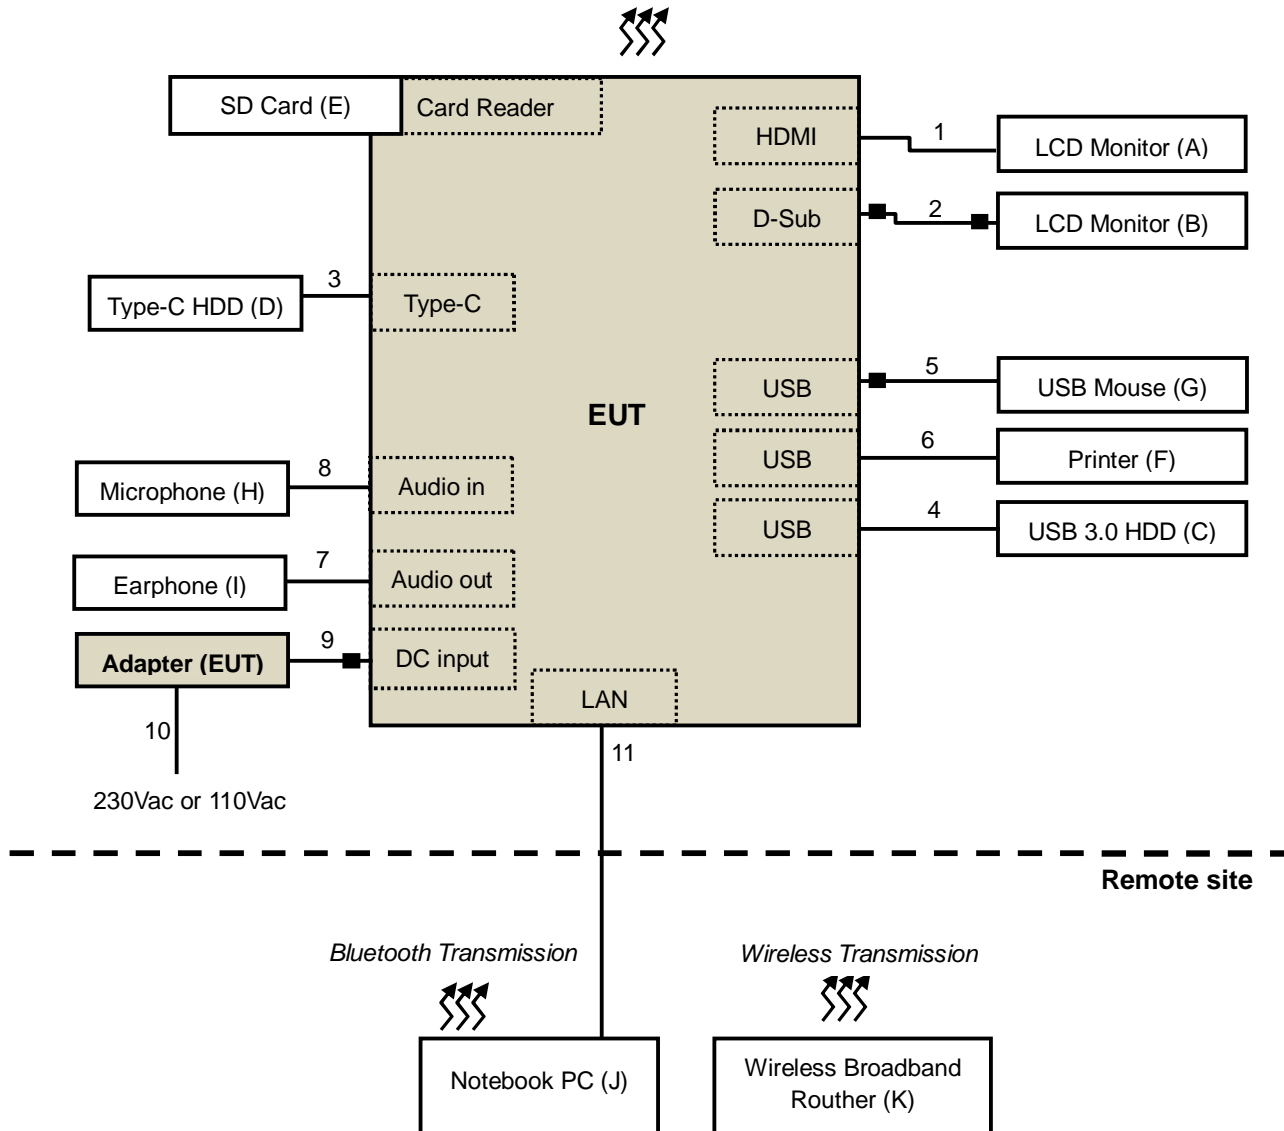 SD Card (E)
Card Reader
HDMI
1
LCD Monitor (A)
D-Sub
2
LCD Monitor (B)
Type-C HDD (D)
3
Type-C
EUT
USB
5
USB Mouse (G)
USB
6
Printer (F)
USB
4
USB 3.0 HDD (C)
Microphone (H)
8
Audio in
Earphone (I)
7
Audio out
Adapter (EUT)
9
DC input
LAN
10
11
230Vac or 110Vac
Remote site
Bluetooth Transmission
Wireless Transmission
Notebook PC (J)
Wireless Broadband
Routher (K)